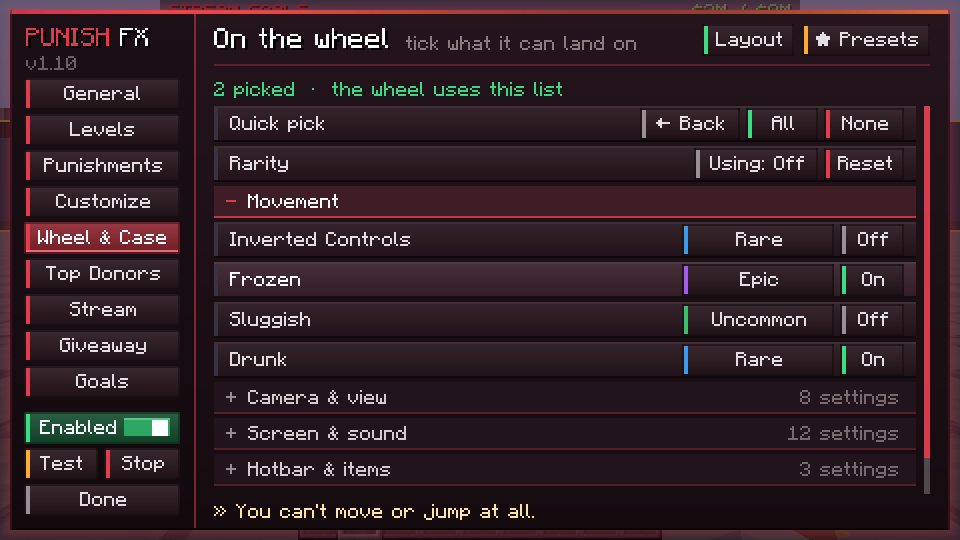 PUNISH FX
v1.10
General
Levels
Punishments
Customize
Wheel & Case
Top Donors
Stream
Giveaway
Goals
Enabled
Test Stop
Done
On the wheel tick what it can land on
Layout Presets
2 picked · the wheel uses this list
Quick pick ← Back All None
Rarity Using: Off Reset
− Movement
Inverted Controls Rare Off
Frozen Epic On
Sluggish Uncommon Off
Drunk Rare On
+ Camera & view 8 settings
+ Screen & sound 12 settings
+ Hotbar & items 3 settings
» You can't move or jump at all.